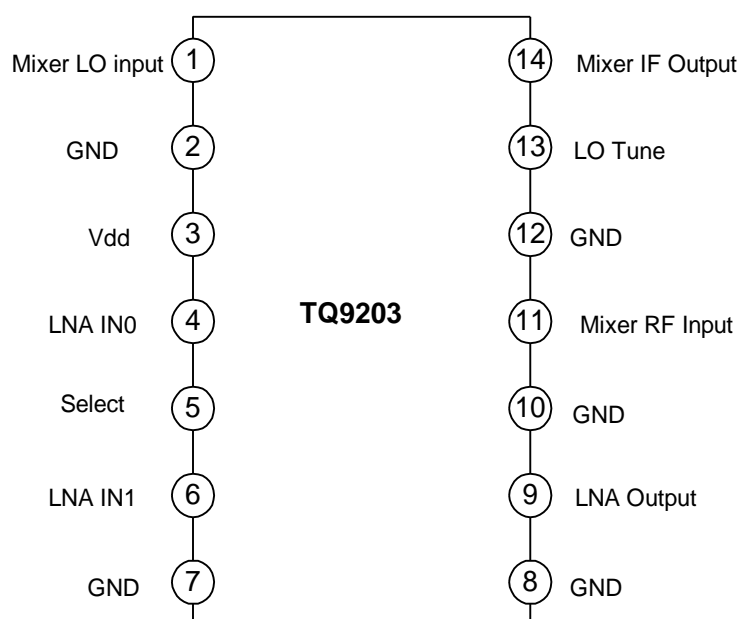 Mixer LO input 1
14 Mixer IF Output
GND 2
13 LO Tune
Vdd 3
12 GND
LNA IN0 4
TQ9203
11 Mixer RF Input
Select 5
10 GND
LNA IN1 6
9 LNA Output
GND 7
8 GND